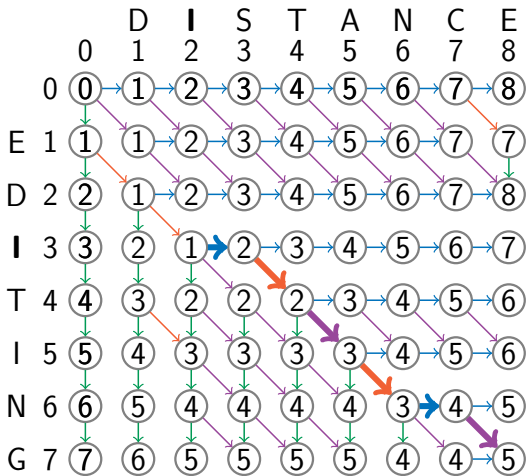 D I S T A N C E
0 1 2 3 4 5 6 7 8
0 0 1 2 3 4 5 6 7 8
E 1 1 1 2 3 4 5 6 7 7
D 2 2 1 2 3 4 5 6 7 8
I 3 3 2 1 2 3 4 5 6 7
T 4 4 3 2 2 2 3 4 5 6
I 5 5 4 3 3 3 3 4 5 6
N 6 6 5 4 4 4 4 3 4 5
G 7 7 6 5 5 5 5 4 4 5